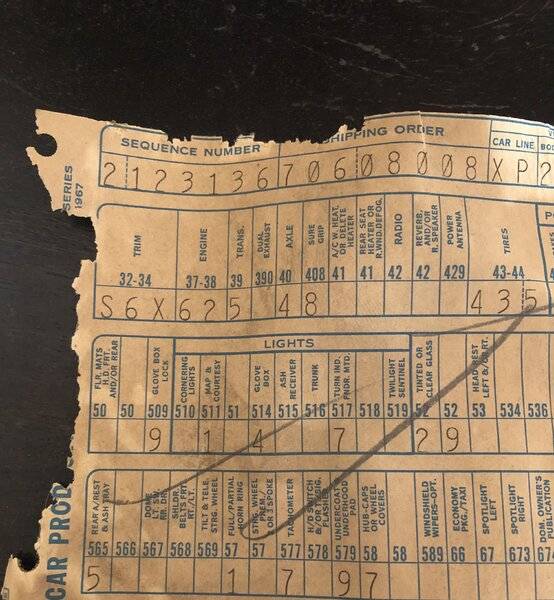 SEQUENCE NUMBER SHIPPING ORDER CAR LINE
2 1 2 3 1 3 6 7 0 6 0 8 0 0 8 X P 2
SERIES 1967
TRIM ENGINE TRANS. DUAL EXHAUST AXLE SURE GRIP A/C W. HEAT. OR DELETE HEATER REAR SEAT HEATER OR R.WIND.DEFOG. RADIO REVERB. AND/OR R. SPEAKER POWER ANTENNA TIRES
32-34 37-38 39 390 40 408 41 41 42 42 429 43-44
S 6 X 6 2 5 4 8 4 3 5
LIGHTS
FLR. MATS H.D. FRT. AND/OR REAR GLOVE BOX LOCK CORNERING LIGHTS MAP & COURTESY GLOVE BOX ASH RECEIVER TRUNK TURN IND. FNDR. MTD. TWILIGHT SENTINEL TINTED OR CLEAR GLASS HEAD REST LEFT B./OR RT.
50 50 509 510 511 51 514 515 516 517 518 519 52 52 53 534 536
9 1 4 7 2 9
CAR PROD
REAR A/REST & ASH TRAY SHLDR. BELTS FRT. RT./LT. TILT & TELE. STRG. WHEEL FULL/PARTIAL HORN RING STRG. WHEEL 3 SPOKE TACHOMETER FLASHER UNDERCOAT UNDERHOOD PAD HUB-CAPS OR WHEEL COVERS WINDSHIELD WIPERS-OPT. ECONOMY PKG./TAXI SPOTLIGHT LEFT SPOTLIGHT RIGHT DOM. OWNER'S PUBLICATION
565 566 567 568 569 57 57 577 578 579 58 58 589 66 67 673
5 1 7 9 7